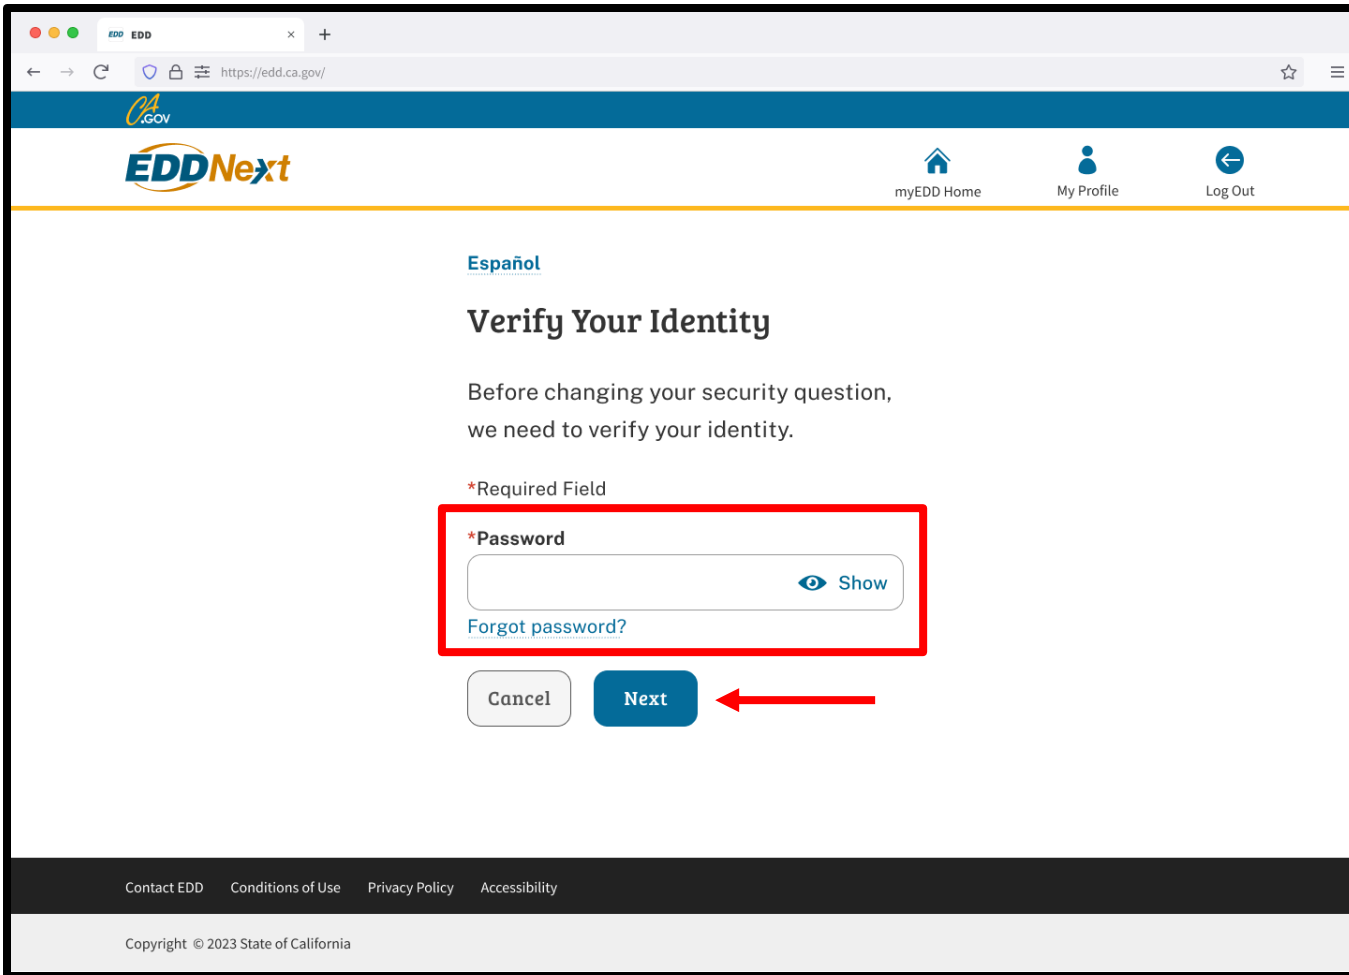 EDD EDD
https://edd.ca.gov/
CA.GOV
EDDNext
myEDD Home My Profile Log Out
Español
Verify Your Identity
Before changing your security question,
we need to verify your identity.
*Required Field
*Password
Show
Forgot password?
Cancel Next
Contact EDD Conditions of Use Privacy Policy Accessibility
Copyright © 2023 State of California